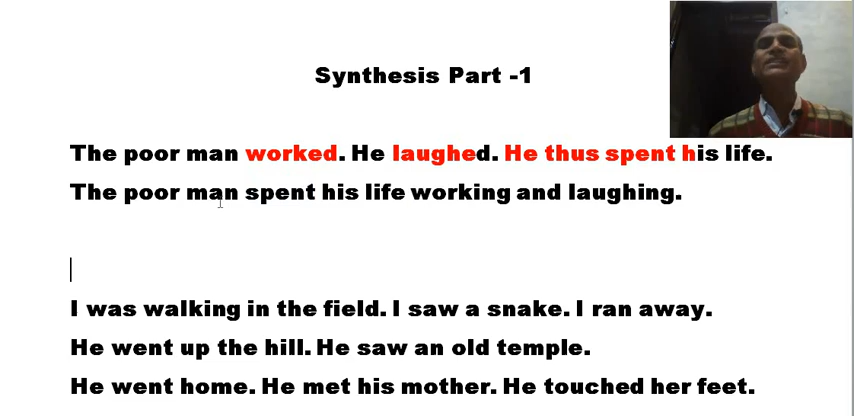 Synthesis Part -1
The poor man worked. He laughed. He thus spent his life.
The poor man spent his life working and laughing.
I was walking in the field. I saw a snake. I ran away.
He went up the hill. He saw an old temple.
He went home. He met his mother. He touched her feet.